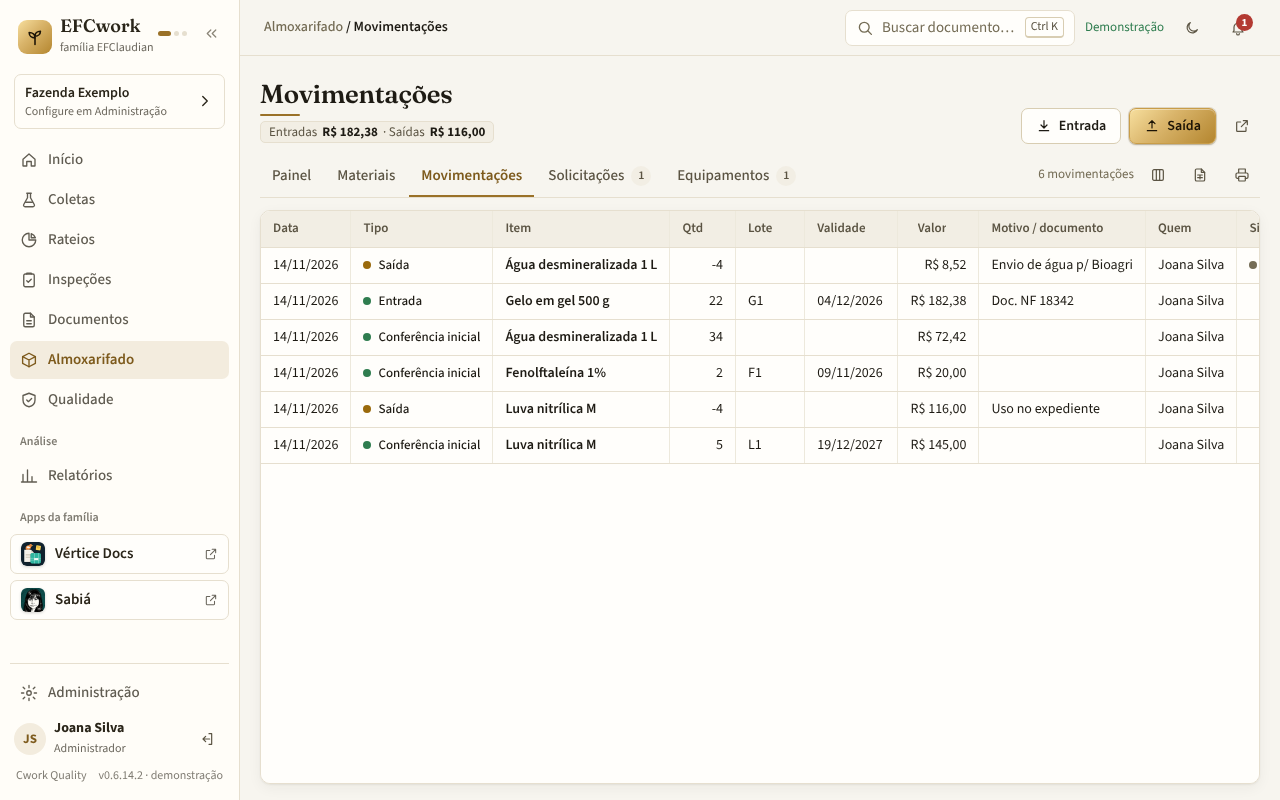 EFCwork
família EFClaudian
Fazenda Exemplo
Configure em Administração
Início
Coletas
Rateios
Inspeções
Documentos
Almoxarifado
Qualidade
Análise
Relatórios
Apps da família
Vértice Docs
Sabiá
Administração
JS
Joana Silva
Administrador
Cwork Quality v0.6.14.2 · demonstração
Almoxarifado / Movimentações
Buscar documento… Ctrl K
Demonstração
1
Movimentações
Entradas R$ 182,38 · Saídas R$ 116,00
Entrada
Saída
Painel Materiais Movimentações Solicitações 1 Equipamentos 1
6 movimentações
Data Tipo Item Qtd Lote Validade Valor Motivo / documento Quem Si
14/11/2026 Saída Água desmineralizada 1 L -4 R$ 8,52 Envio de água p/ Bioagri Joana Silva
14/11/2026 Entrada Gelo em gel 500 g 22 G1 04/12/2026 R$ 182,38 Doc. NF 18342 Joana Silva
14/11/2026 Conferência inicial Água desmineralizada 1 L 34 R$ 72,42 Joana Silva
14/11/2026 Conferência inicial Fenolftaleína 1% 2 F1 09/11/2026 R$ 20,00 Joana Silva
14/11/2026 Saída Luva nitrílica M -4 R$ 116,00 Uso no expediente Joana Silva
14/11/2026 Conferência inicial Luva nitrílica M 5 L1 19/12/2027 R$ 145,00 Joana Silva